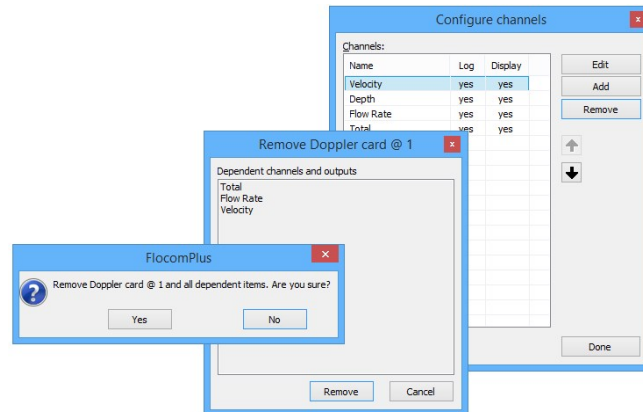 Configure channels
x
Channels:
Name Log Display
Velocity yes yes
Depth yes yes
Flow Rate yes yes
Total yes yes
Edit
Add
Remove
Done
Remove Doppler card @ 1
x
Dependent channels and outputs
Total
Flow Rate
Velocity
Remove Cancel
FlocomPlus
x
? Remove Doppler card @ 1 and all dependent items. Are you sure?
Yes No